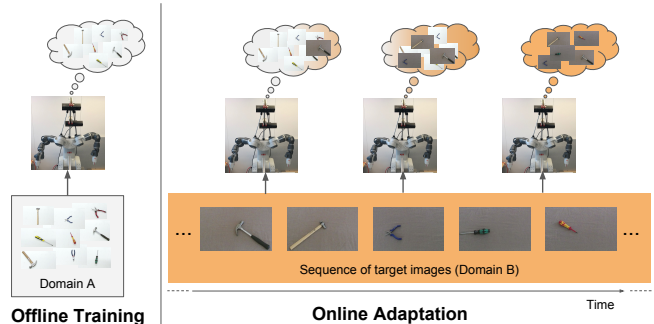 ...
...
Sequence of target images (Domain B)
Domain A
Time
Offline Training
Online Adaptation